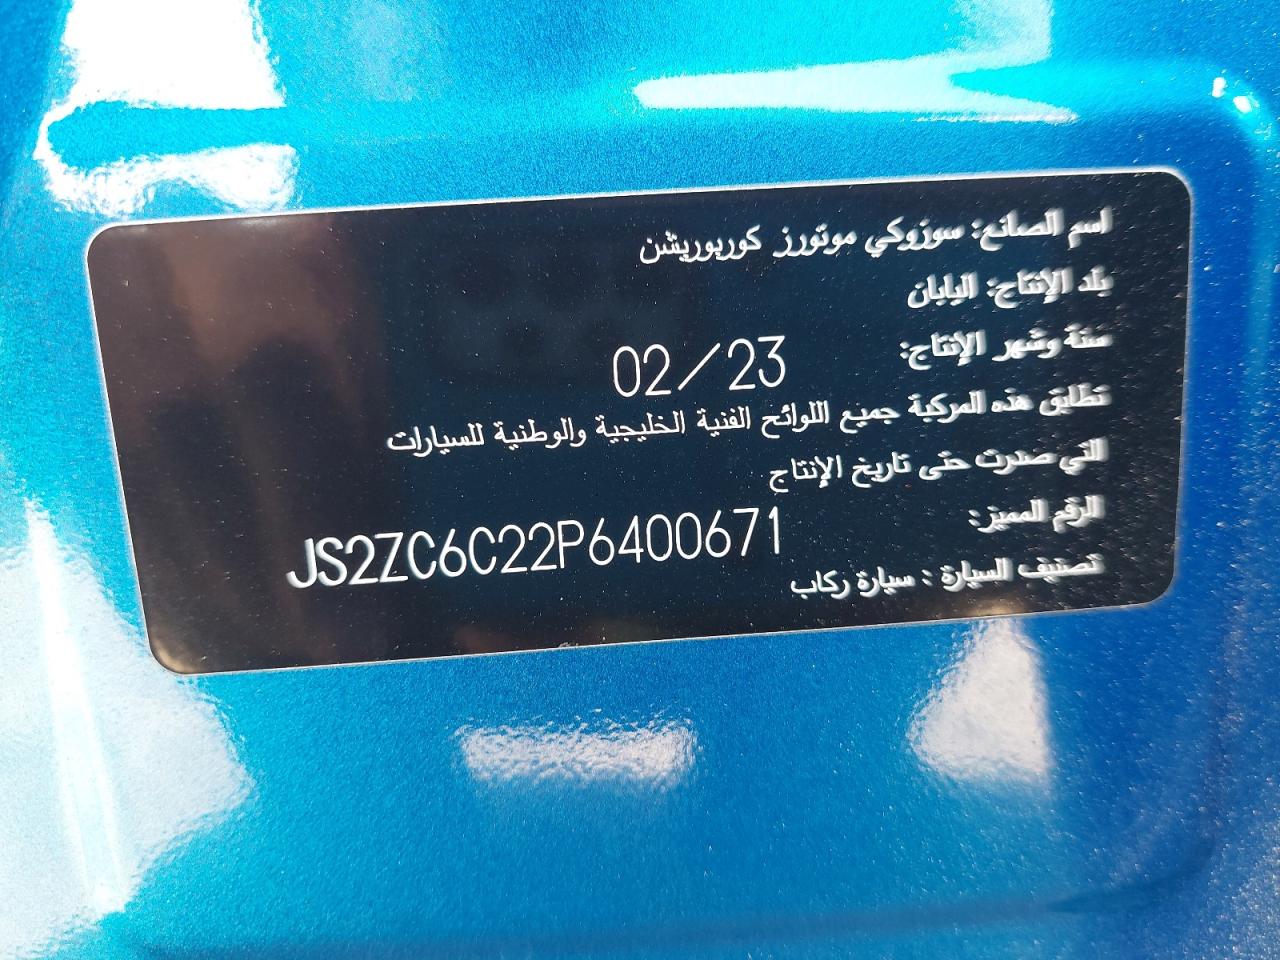 اسم الصانع: سوزوكي موتورز كوربوريشن
بلد الإنتاج: اليابان
سنة وشهر الإنتاج: 02/23
تطابق هذه المركبة جميع اللوائح الفنية الخليجية والوطنية للسيارات
التي صدرت حتى تاريخ الإنتاج
الرقم المميز: JS2ZC6C22P6400671
تصنيف السيارة : سيارة ركاب